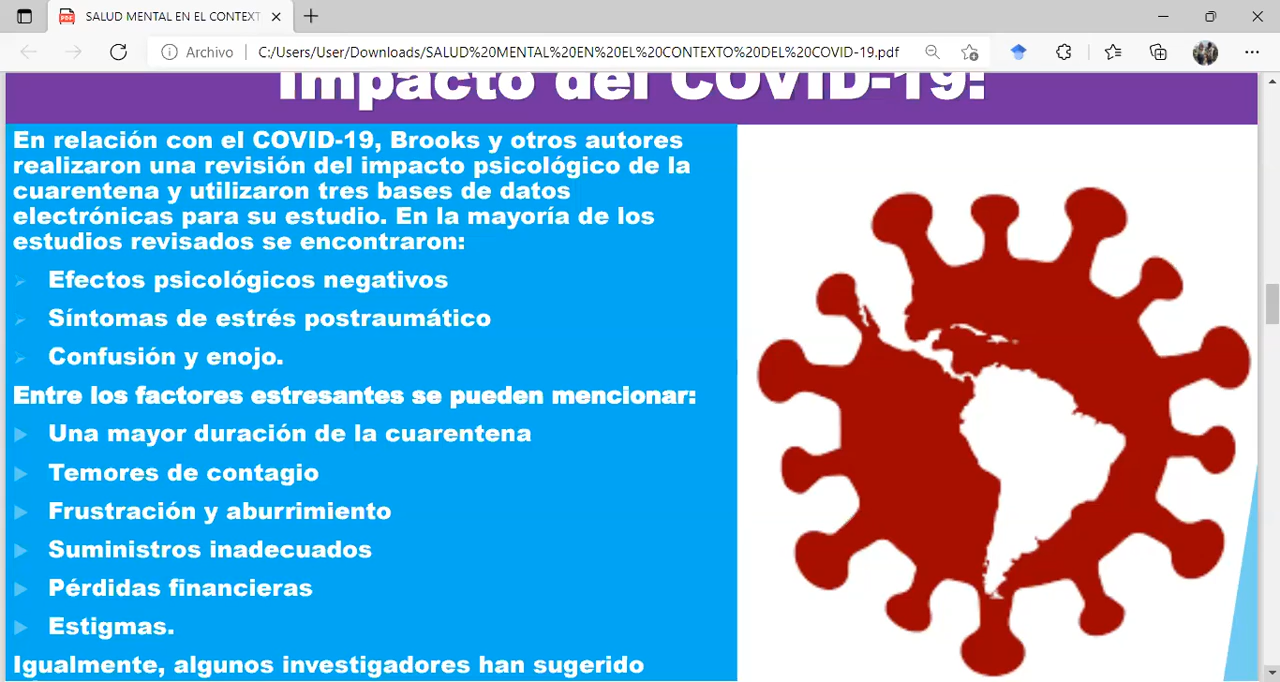 SALUD MENTAL EN EL CONTEXT
Archivo
C:/Users/User/Downloads/SALUD%20MENTAL%20EN%20EL%20CONTEXTO%20DEL%20COVID-19.pdf
Impacto del COVID-19:
En relación con el COVID-19, Brooks y otros autores
realizaron una revisión del impacto psicológico de la
cuarentena y utilizaron tres bases de datos
electrónicas para su estudio. En la mayoría de los
estudios revisados se encontraron:
Efectos psicológicos negativos
Síntomas de estrés postraumático
Confusión y enojo.
Entre los factores estresantes se pueden mencionar:
Una mayor duración de la cuarentena
Temores de contagio
Frustración y aburrimiento
Suministros inadecuados
Pérdidas financieras
Estigmas.
Igualmente, algunos investigadores han sugerido